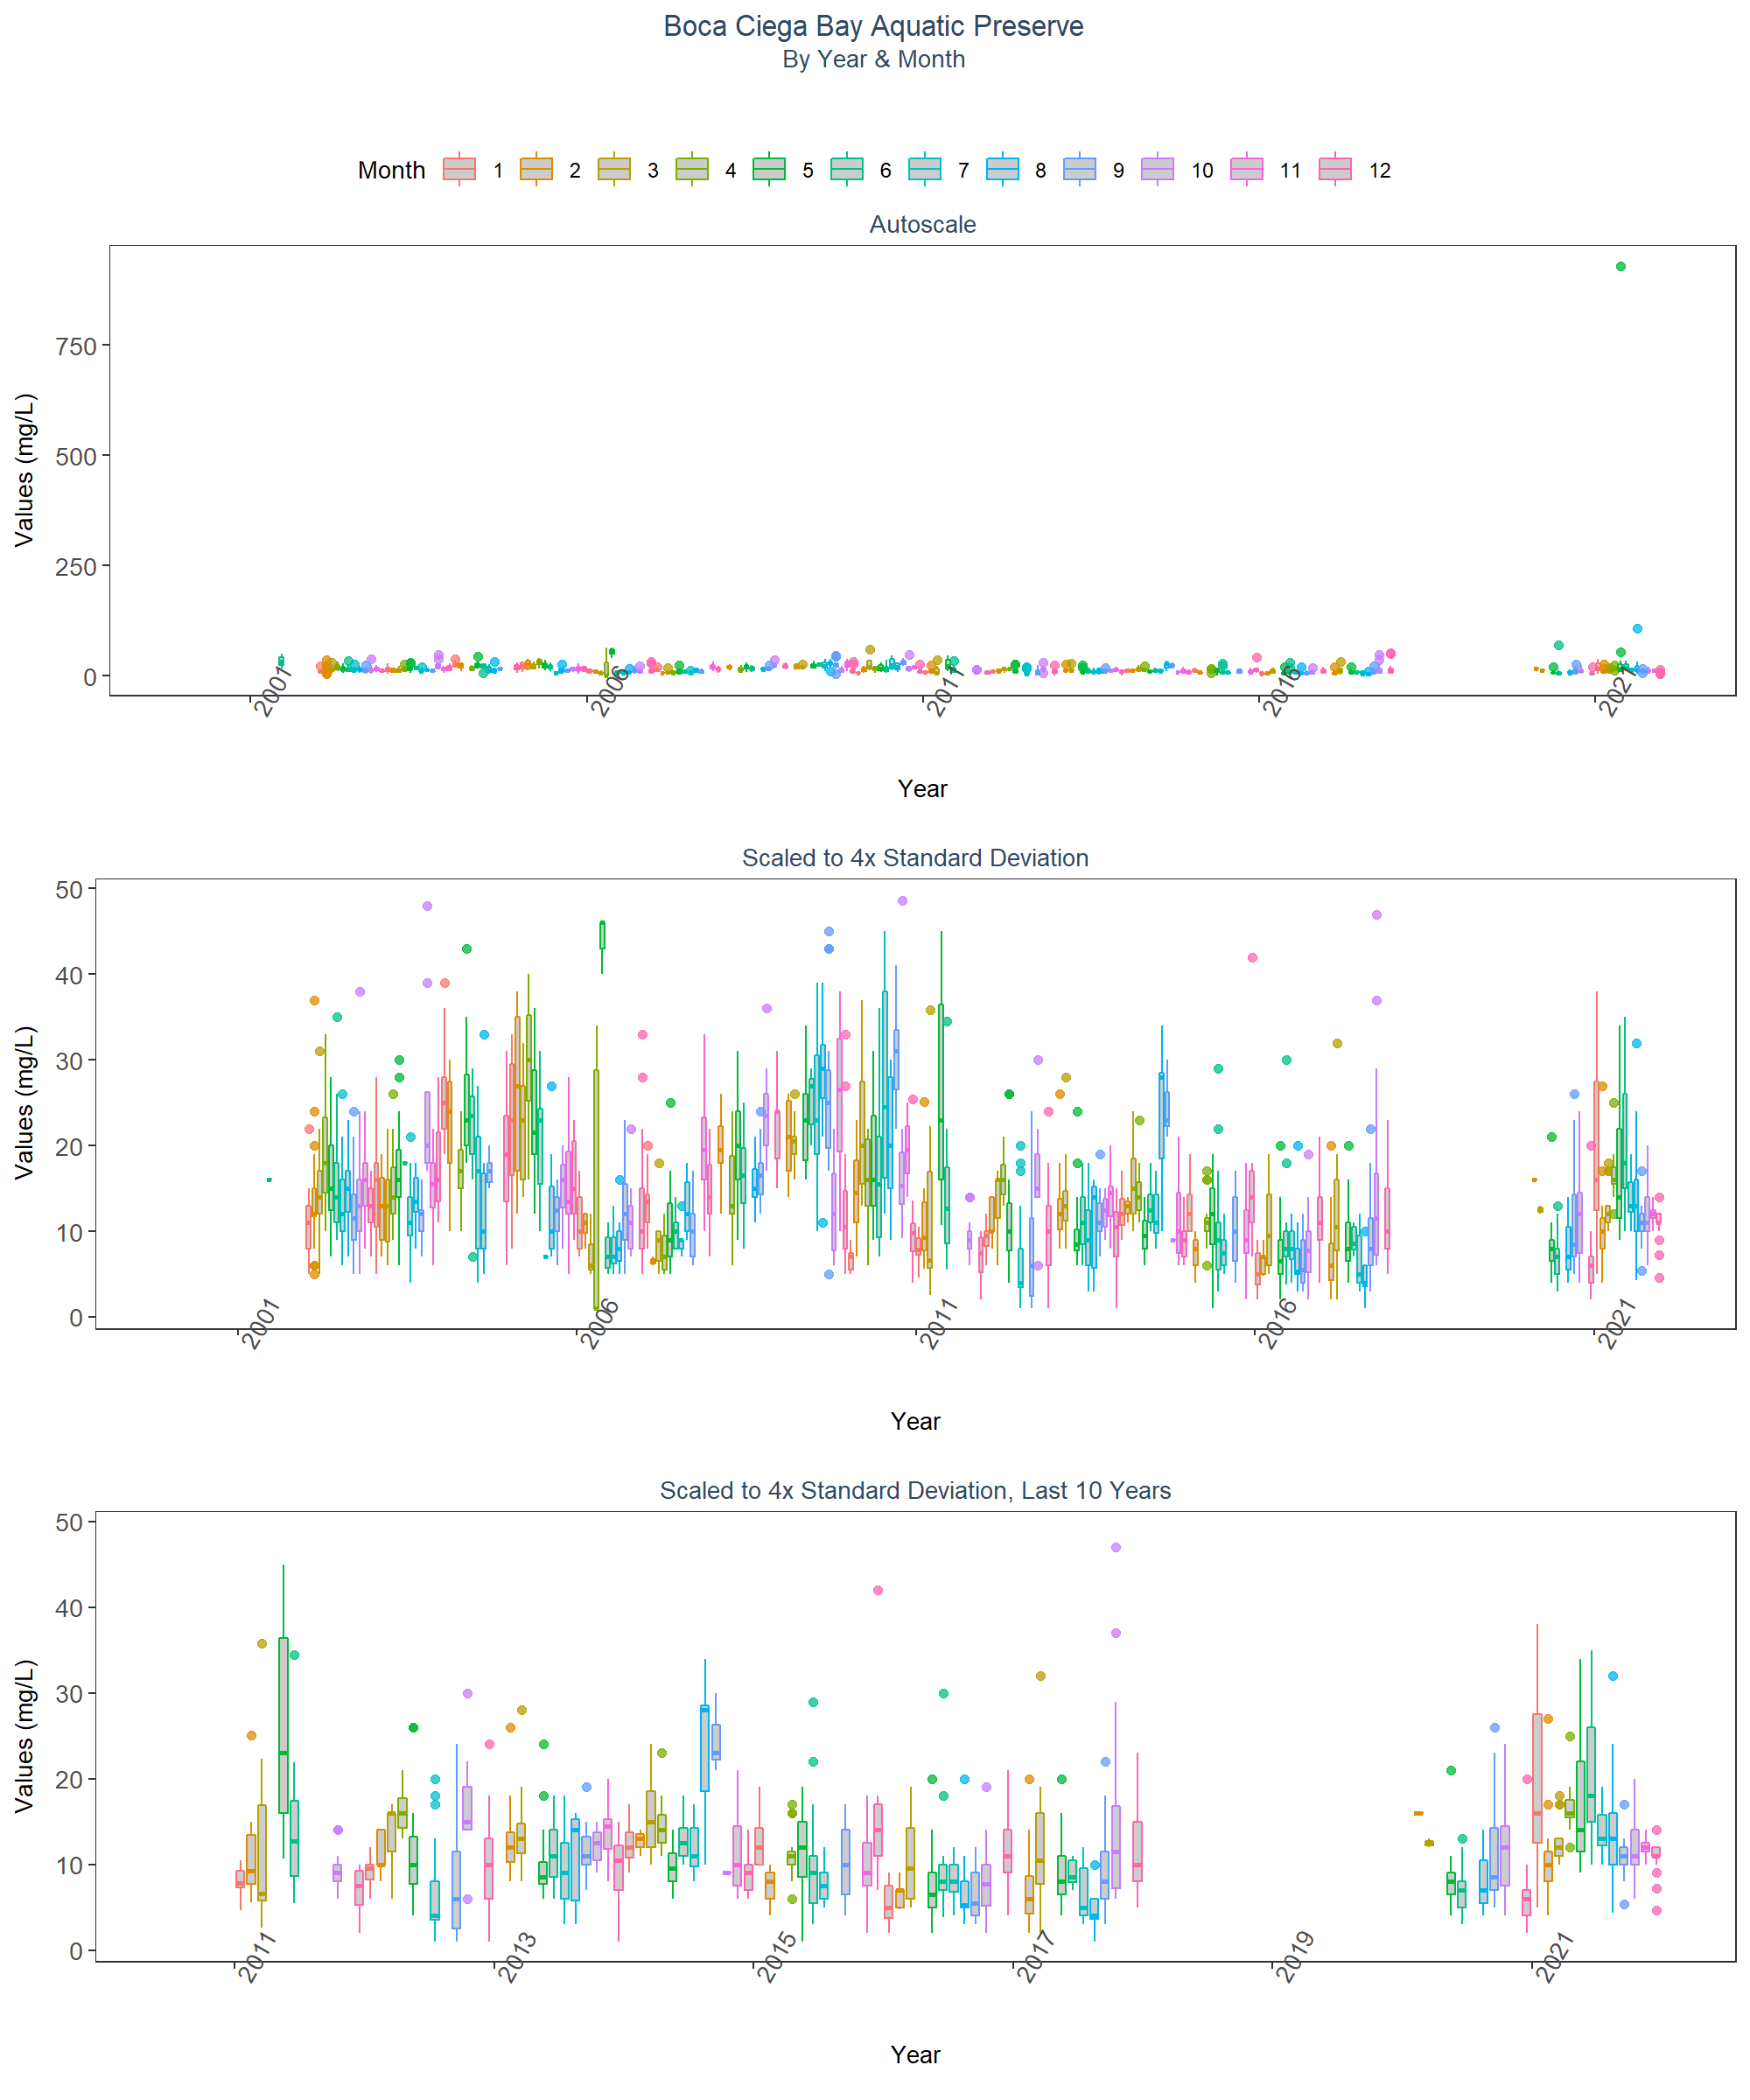 Boca Ciega Bay Aquatic Preserve
By Year & Month
Month 1 2 3 4 5 6 7 8 9 10 11 12
Autoscale
Values (mg/L)
750
500
250
0
2001 2006 2011 2016 2021
Year
Scaled to 4x Standard Deviation
Values (mg/L)
50
40
30
20
10
0
2001 2006 2011 2016 2021
Year
Scaled to 4x Standard Deviation, Last 10 Years
Values (mg/L)
50
40
30
20
10
0
2011 2013 2015 2017 2019 2021
Year